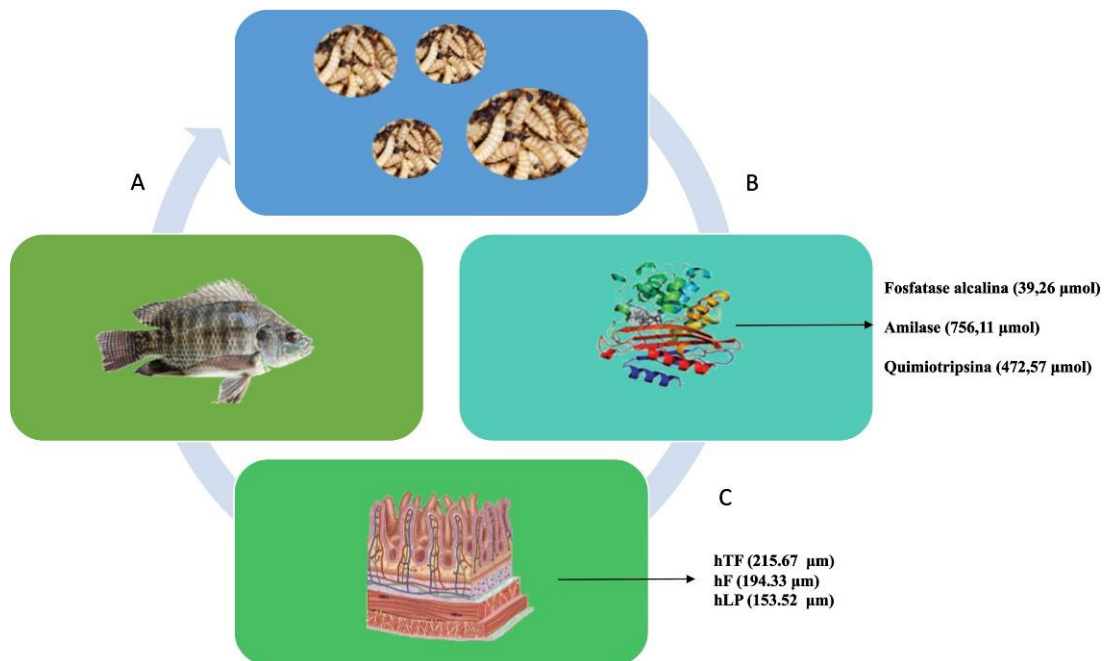 A
B
Fosfatase alcalina (39,26 µmol)
Amilase (756,11 µmol)
Quimiotripsina (472,57 µmol)
C
hTF (215.67 µm)
hF (194.33 µm)
hLP (153.52 µm)